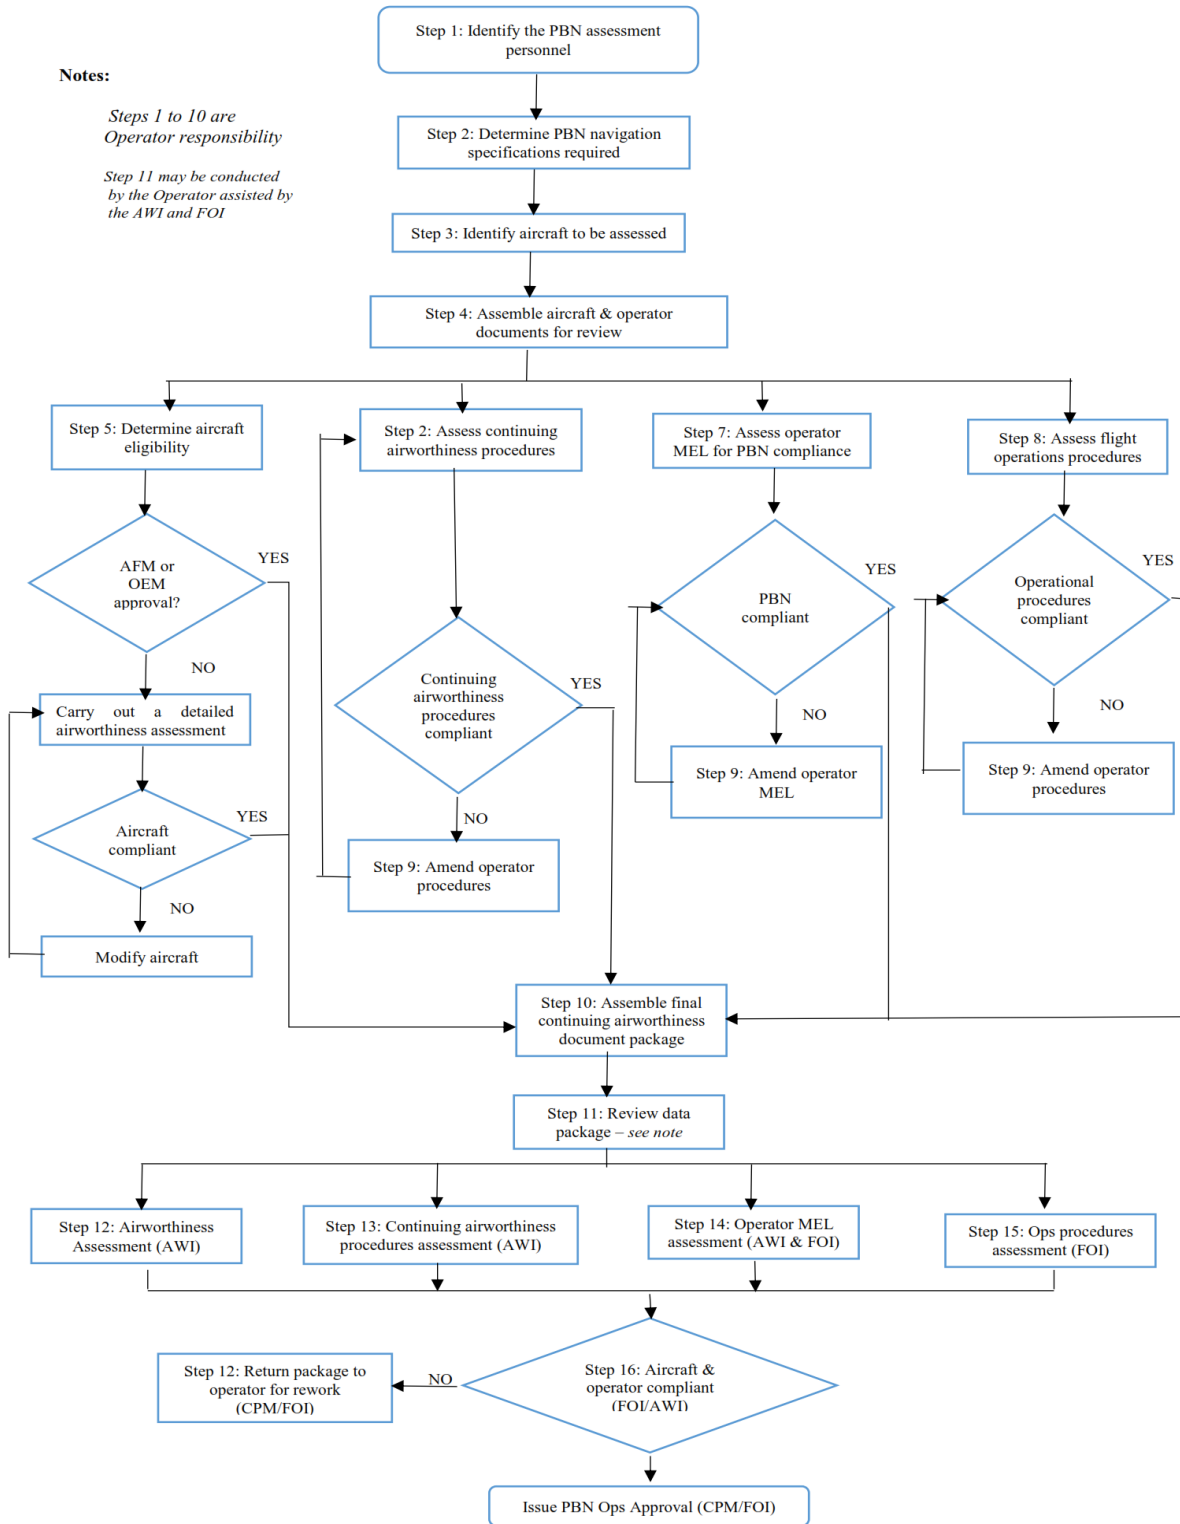 Step 1: Identify the PBN assessment
personnel
Notes:
Steps 1 to 10 are
Operator responsibility
Step 11 may be conducted
by the Operator assisted by
the AWI and FOI
Step 2: Determine PBN navigation
specifications required
Step 3: Identify aircraft to be assessed
Step 4: Assemble aircraft & operator
documents for review
Step 5: Determine aircraft
eligibility
Step 2: Assess continuing
airworthiness procedures
Step 7: Assess operator
MEL for PBN compliance
Step 8: Assess flight
operations procedures
AFM or
OEM
approval?
YES
NO
Carry out a detailed
airworthiness assessment
Aircraft
compliant
YES
NO
Modify aircraft
Continuing
airworthiness
procedures
compliant
YES
NO
Step 9: Amend operator
procedures
PBN
compliant
YES
NO
Step 9: Amend operator
MEL
Operational
procedures
compliant
YES
NO
Step 9: Amend operator
procedures
Step 10: Assemble final
continuing airworthiness
document package
Step 11: Review data
package – see note
Step 12: Airworthiness
Assessment (AWI)
Step 13: Continuing airworthiness
procedures assessment (AWI)
Step 14: Operator MEL
assessment (AWI & FOI)
Step 15: Ops procedures
assessment (FOI)
Step 16: Aircraft &
operator compliant
(FOI/AWI)
NO
Step 12: Return package to
operator for rework
(CPM/FOI)
Issue PBN Ops Approval (CPM/FOI)